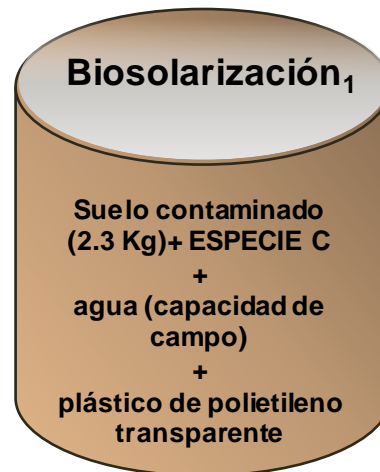 Biosolarización₁
Suelo contaminado
(2.3 Kg)+ ESPECIE C
+
agua (capacidad de
campo)
+
plástico de polietileno
transparente